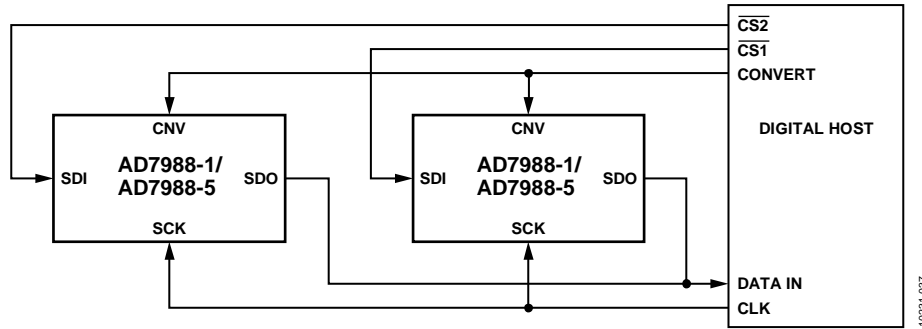 CS2
CS1
CONVERT
CNV
CNV
DIGITAL HOST
AD7988-1/
AD7988-5
AD7988-1/
AD7988-5
SDI
SDO
SDI
SDO
SCK
SCK
DATA IN
CLK